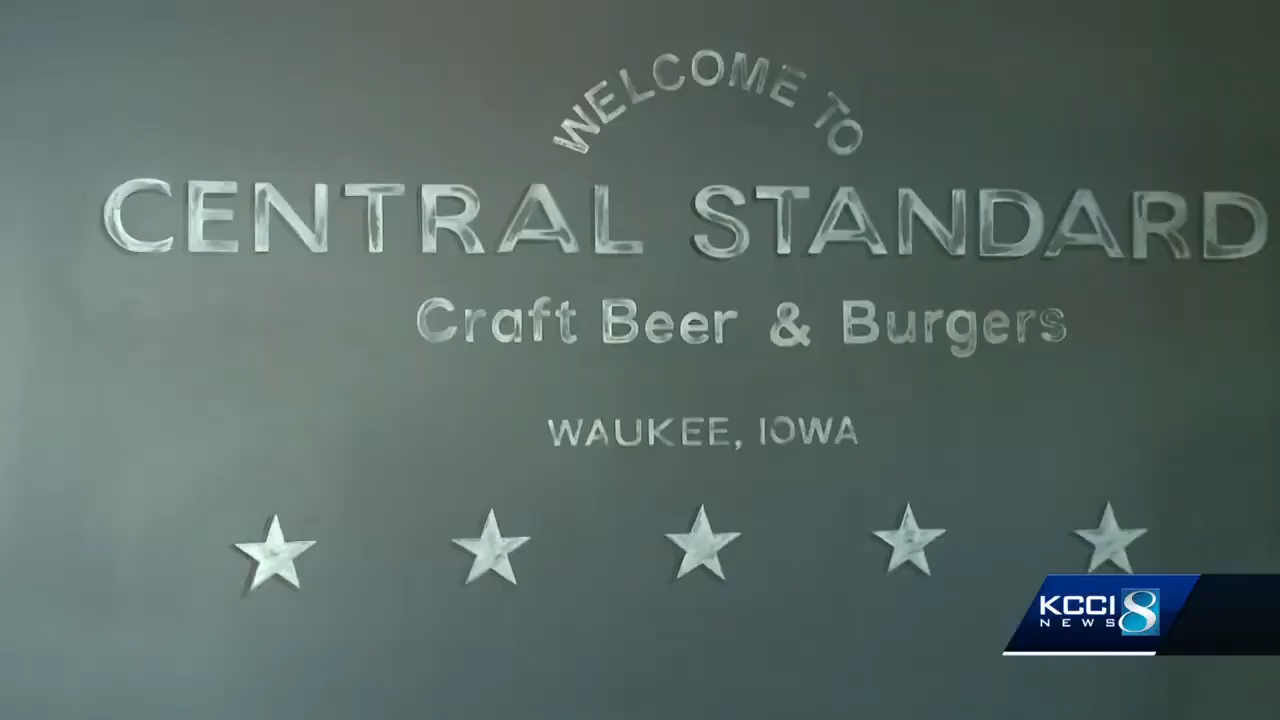 WELCOME TO
CENTRAL STANDARD
Craft Beer & Burgers
WAUKEE, IOWA
KCCI 8
NEWS